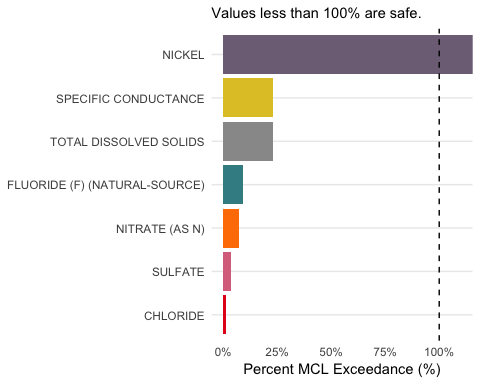 Values less than 100% are safe.
NICKEL
SPECIFIC CONDUCTANCE
TOTAL DISSOLVED SOLIDS
FLUORIDE (F) (NATURAL-SOURCE)
NITRATE (AS N)
SULFATE
CHLORIDE
0% 25% 50% 75% 100%
Percent MCL Exceedance (%)